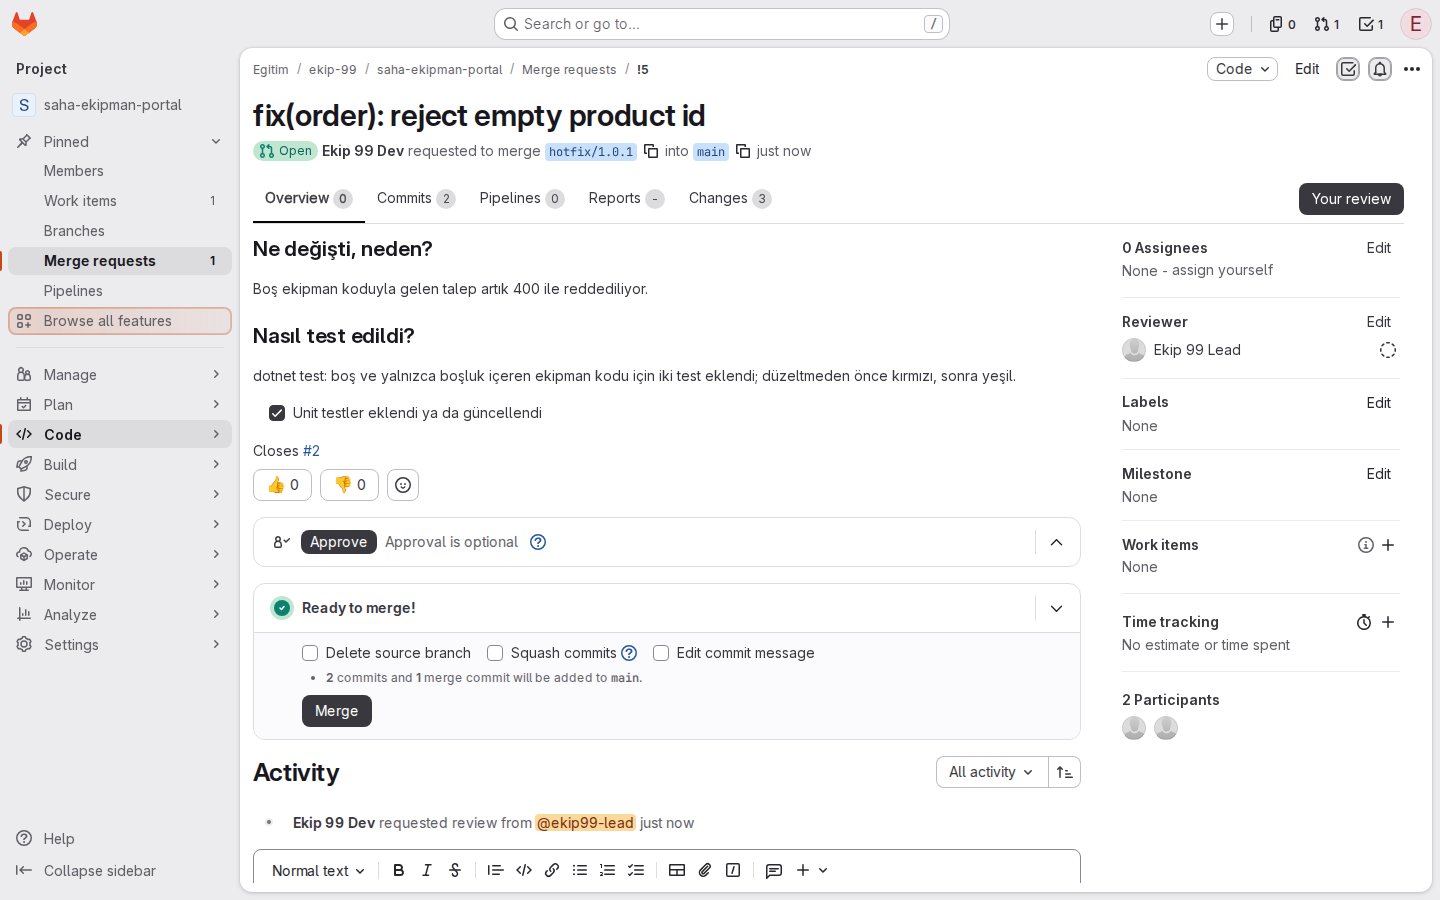 Search or go to...
/
0
1
1
E
Project
S saha-ekipman-portal
Pinned
Members
Work items 1
Branches
Merge requests 1
Pipelines
Browse all features
Manage
Plan
Code
Build
Secure
Deploy
Operate
Monitor
Analyze
Settings
Help
Collapse sidebar
Egitim / ekip-99 / saha-ekipman-portal / Merge requests / !5
Code
Edit
fix(order): reject empty product id
Open Ekip 99 Dev requested to merge hotfix/1.0.1 into main just now
Overview 0
Commits 2
Pipelines 0
Reports -
Changes 3
Your review
Ne değişti, neden?
Boş ekipman koduyla gelen talep artık 400 ile reddediliyor.
Nasıl test edildi?
dotnet test: boş ve yalnızca boşluk içeren ekipman kodu için iki test eklendi; düzeltmeden önce kırmızı, sonra yeşil.
Unit testler eklendi ya da güncellendi
Closes #2
👍 0
👎 0
Approve Approval is optional
Ready to merge!
Delete source branch
Squash commits
Edit commit message
• 2 commits and 1 merge commit will be added to main.
Merge
Activity
All activity
Ekip 99 Dev requested review from @ekip99-lead just now
Normal text
0 Assignees
Edit
None - assign yourself
Reviewer
Edit
Ekip 99 Lead
Labels
Edit
None
Milestone
Edit
None
Work items
None
Time tracking
No estimate or time spent
2 Participants